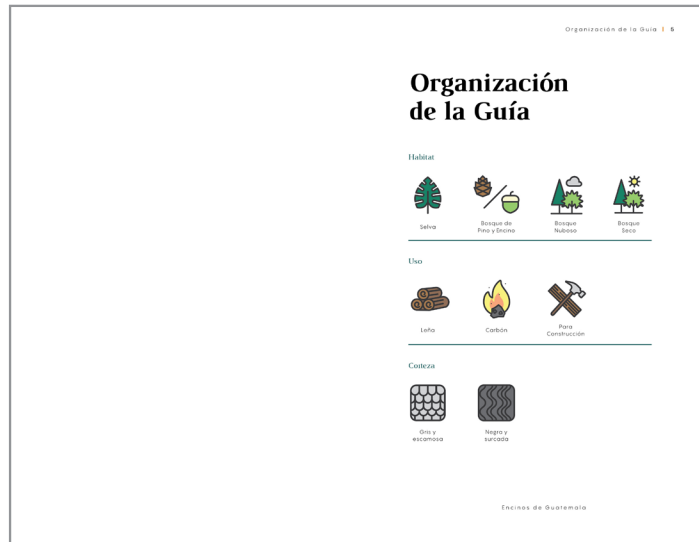 Organización de la Guía | 5
Organización
de la Guía
Habitat
Selva
Bosque de
Pino y Encino
Bosque
Nuboso
Bosque
Seco
Uso
Leña
Carbón
Para
Construcción
Corteza
Gris y
escamosa
Negra y
surcada
Encinos de Guatemala